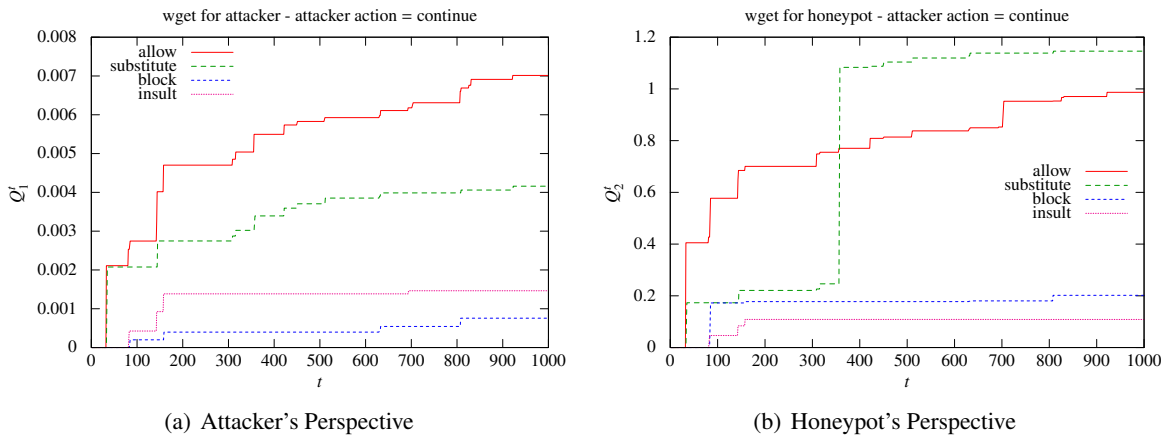 wget for attacker - attacker action = continue
0.008
0.007
0.006
0.005
0.004
0.003
0.002
0.001
0
allow
substitute
block
insult
Q₁ᵗ
0 100 200 300 400 500 600 700 800 900 1000
t
(a) Attacker's Perspective
wget for honeypot - attacker action = continue
1.2
1
0.8
0.6
0.4
0.2
0
allow
substitute
block
insult
Q₂ᵗ
0 100 200 300 400 500 600 700 800 900 1000
t
(b) Honeypot's Perspective